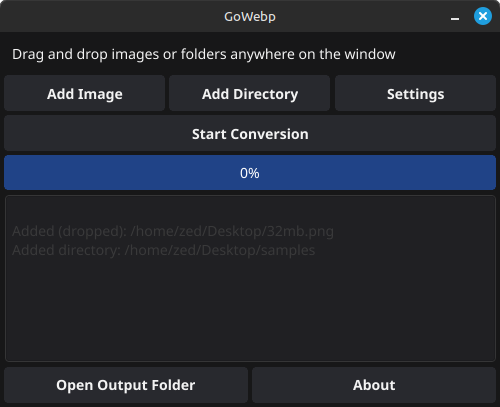 GoWebp
Drag and drop images or folders anywhere on the window
Add Image
Add Directory
Settings
Start Conversion
0%
Added (dropped): /home/zed/Desktop/32mb.png
Added directory: /home/zed/Desktop/samples
Open Output Folder
About